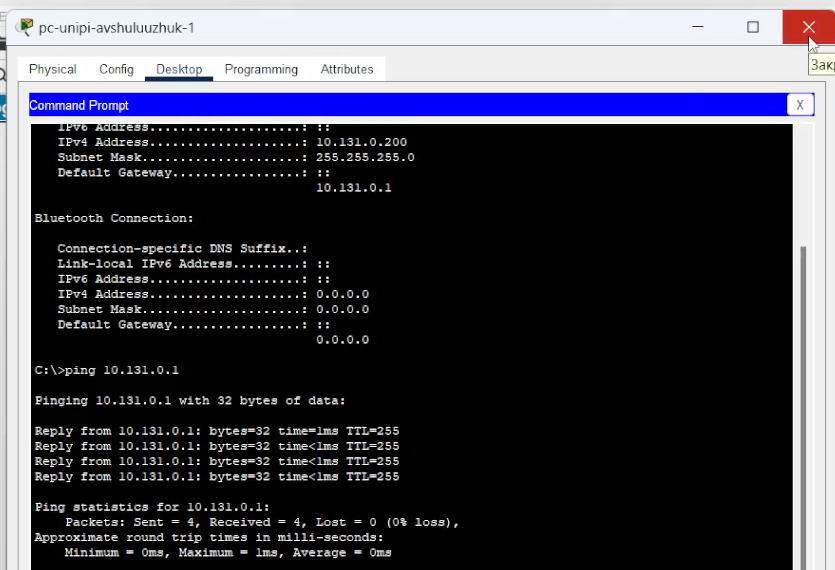 pc-unipi-avshuluuzhuk-1
Закр
Physical Config Desktop Programming Attributes
Command Prompt
X
IPv6 Address....................: ::
IPv4 Address....................: 10.131.0.200
Subnet Mask.....................: 255.255.255.0
Default Gateway.................: ::
10.131.0.1
Bluetooth Connection:
Connection-specific DNS Suffix..:
Link-local IPv6 Address.........: ::
IPv6 Address....................: ::
IPv4 Address....................: 0.0.0.0
Subnet Mask.....................: 0.0.0.0
Default Gateway.................: ::
0.0.0.0
C:\>ping 10.131.0.1
Pinging 10.131.0.1 with 32 bytes of data:
Reply from 10.131.0.1: bytes=32 time=1ms TTL=255
Reply from 10.131.0.1: bytes=32 time<1ms TTL=255
Reply from 10.131.0.1: bytes=32 time<1ms TTL=255
Reply from 10.131.0.1: bytes=32 time<1ms TTL=255
Ping statistics for 10.131.0.1:
Packets: Sent = 4, Received = 4, Lost = 0 (0% loss),
Approximate round trip times in milli-seconds:
Minimum = 0ms, Maximum = 1ms, Average = 0ms